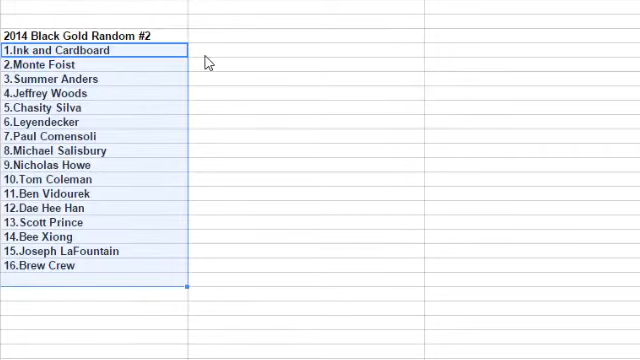 2014 Black Gold Random #2
1.Ink and Cardboard
2.Monte Foist
3.Summer Anders
4.Jeffrey Woods
5.Chasity Silva
6.Leyendecker
7.Paul Comensoli
8.Michael Salisbury
9.Nicholas Howe
10.Tom Coleman
11.Ben Vidourek
12.Dae Hee Han
13.Scott Prince
14.Bee Xiong
15.Joseph LaFountain
16.Brew Crew